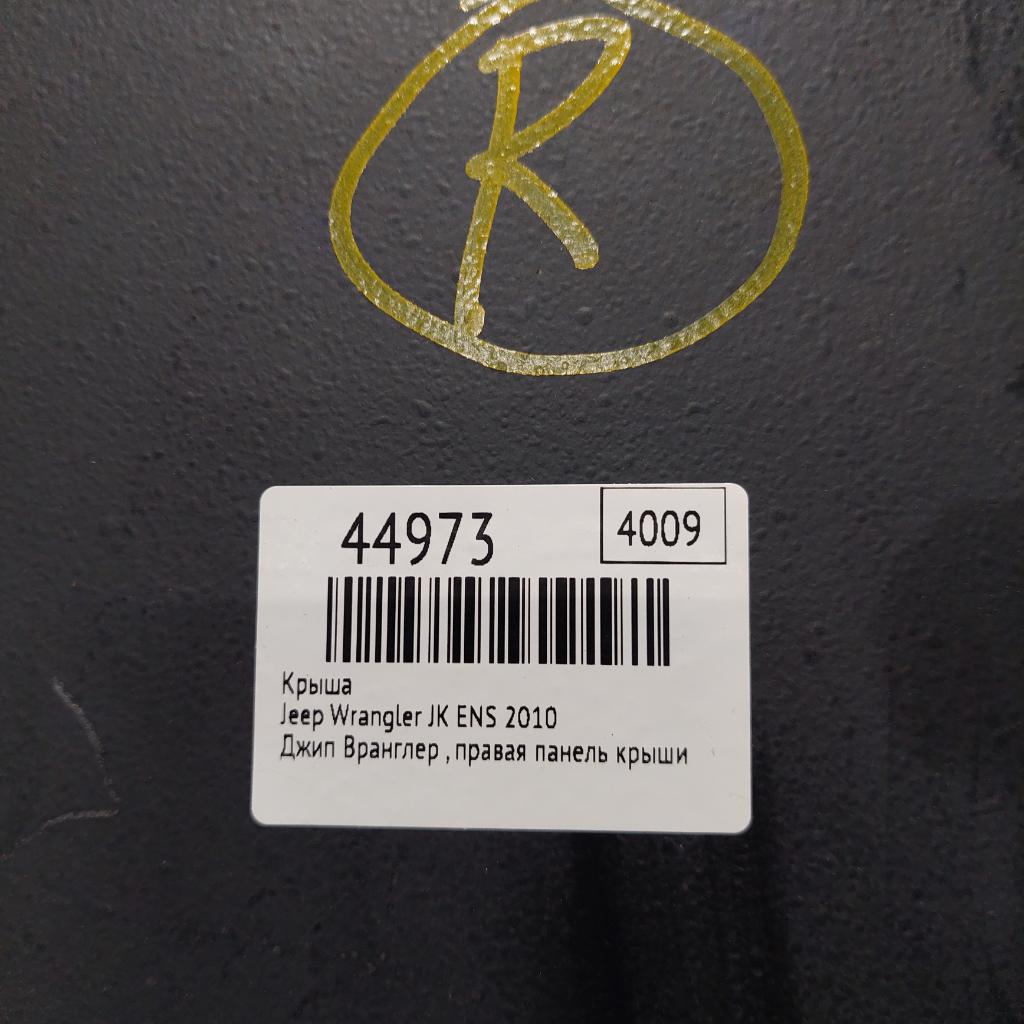 R
44973
4009
Крыша
Jeep Wrangler JK ENS 2010
Джип Вранглер , правая панель крыши